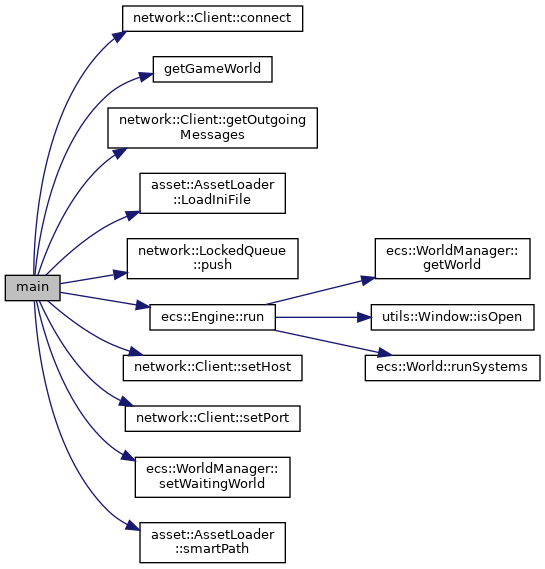 network::Client::connect
getGameWorld
network::Client::getOutgoing
Messages
asset::AssetLoader
::LoadIniFile
network::LockedQueue
::push
main
ecs::Engine::run
ecs::WorldManager::
getWorld
utils::Window::isOpen
ecs::World::runSystems
network::Client::setHost
network::Client::setPort
ecs::WorldManager::
setWaitingWorld
asset::AssetLoader
::smartPath